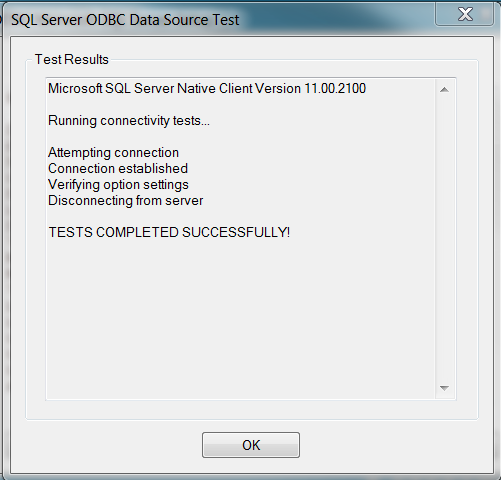 SQL Server ODBC Data Source Test
Test Results
Microsoft SQL Server Native Client Version 11.00.2100
Running connectivity tests...
Attempting connection
Connection established
Verifying option settings
Disconnecting from server
TESTS COMPLETED SUCCESSFULLY!
OK